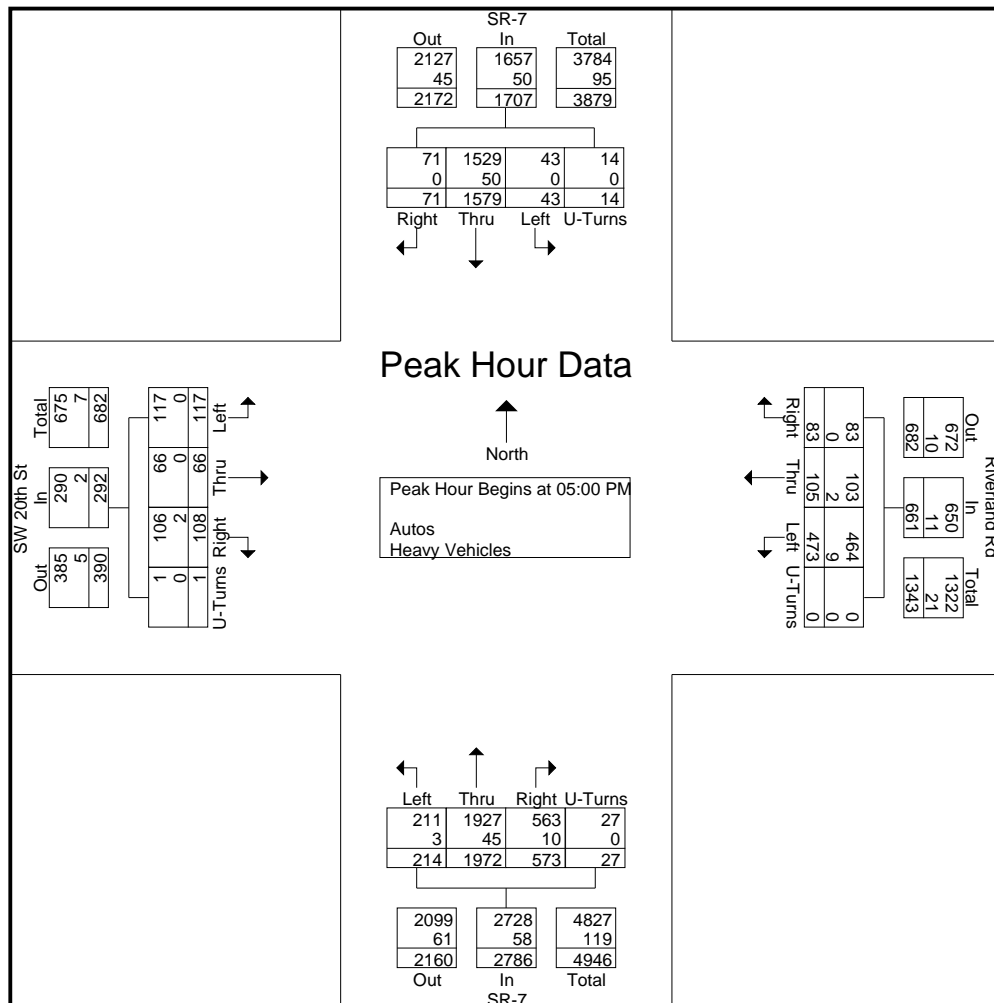 SR-7
Out In Total
2127 1657 3784
45 50 95
2172 1707 3879
71 1529 43 14
0 50 0 0
71 1579 43 14
Right Thru Left U-Turns
Peak Hour Data
North
Peak Hour Begins at 05:00 PM
Autos
Heavy Vehicles
SW 20th St
Total In Out
675 290 385
7 2 5
682 292 390
117 66 106 1
0 0 2 0
117 66 108 1
Left Thru Right U-Turns
Riverland Rd
Out In Total
672 650 1322
10 11 21
682 661 1343
83 103 464 0
0 2 9 0
83 105 473 0
Right Thru Left U-Turns
Left Thru Right U-Turns
211 1927 563 27
3 45 10 0
214 1972 573 27
2099 2728 4827
61 58 119
2160 2786 4946
Out In Total
SR-7